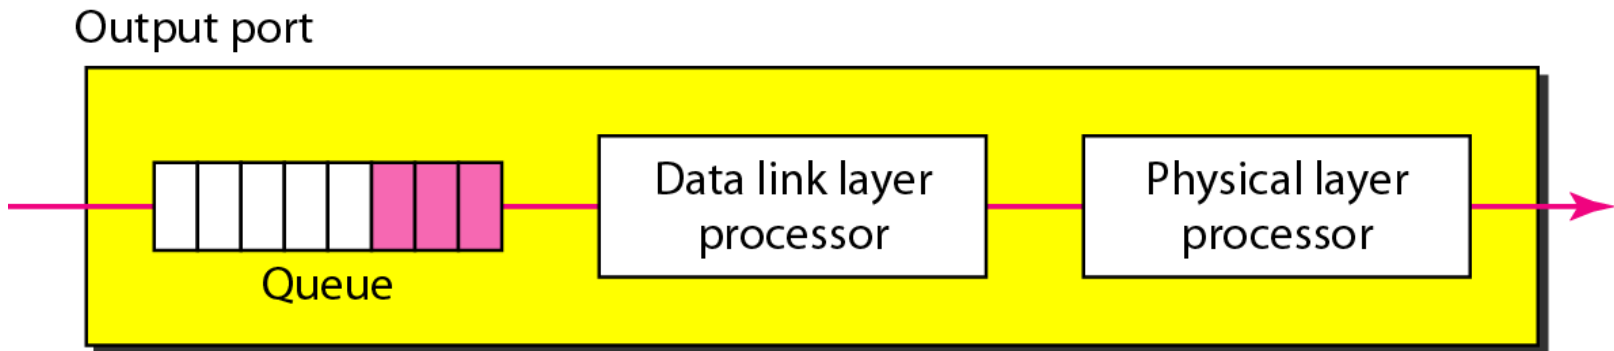 Output port
Data link layer
processor
Physical layer
processor
Queue